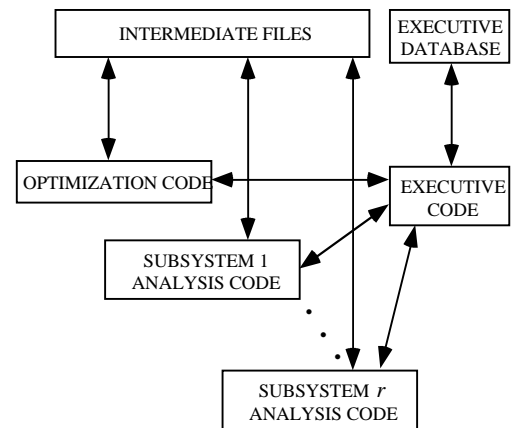 INTERMEDIATE FILES
EXECUTIVE
DATABASE
OPTIMIZATION CODE
EXECUTIVE
CODE
SUBSYSTEM 1
ANALYSIS CODE
SUBSYSTEM r
ANALYSIS CODE